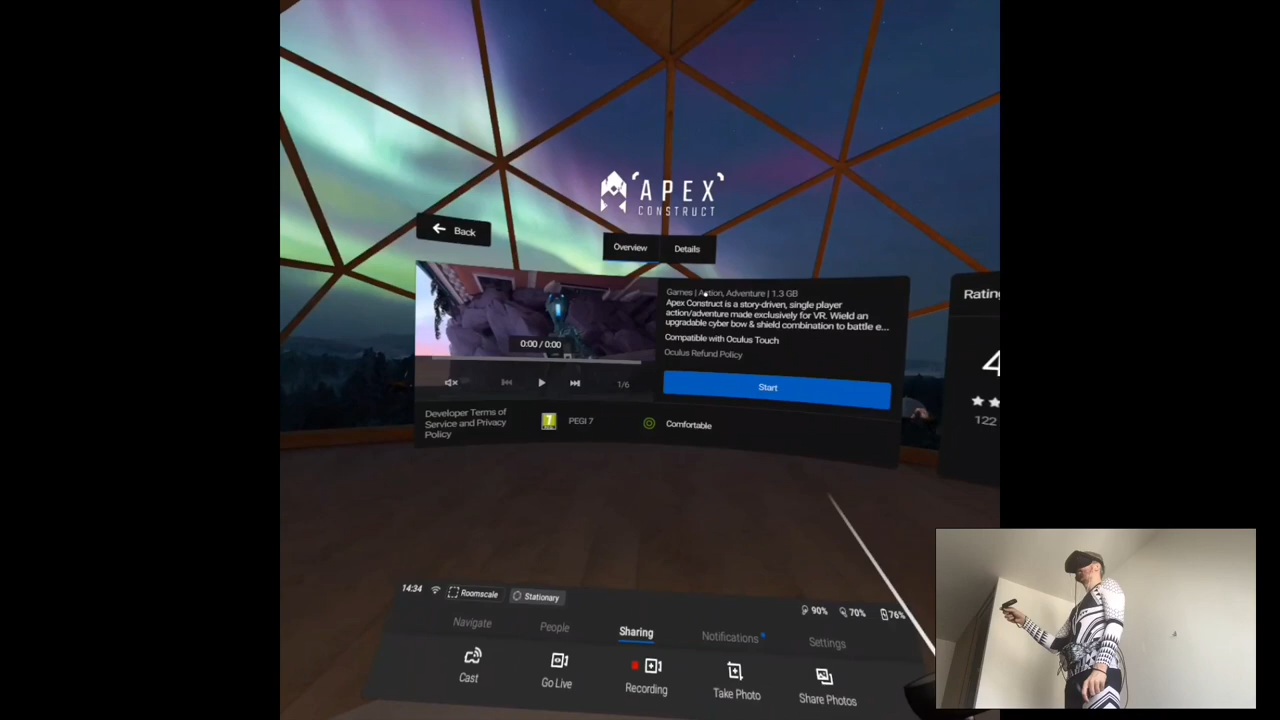 APEX
CONSTRUCT
Back
Overview
Details
Games | Action, Adventure | 1.3 GB
Apex Construct is a story-driven, single player
action/adventure made exclusively for VR. Wield an
upgradable cyber bow & shield combination to battle e...
Compatible with Oculus Touch
Oculus Refund Policy
Start
0:00 / 0:00
1/6
Developer Terms of
Service and Privacy
Policy
7
PEGI 7
Comfortable
Rating
4
122
14:34
Roomscale
Stationary
90%
70%
76%
Navigate
People
Sharing
Notifications
Settings
Cast
Go Live
Recording
Take Photo
Share Photos